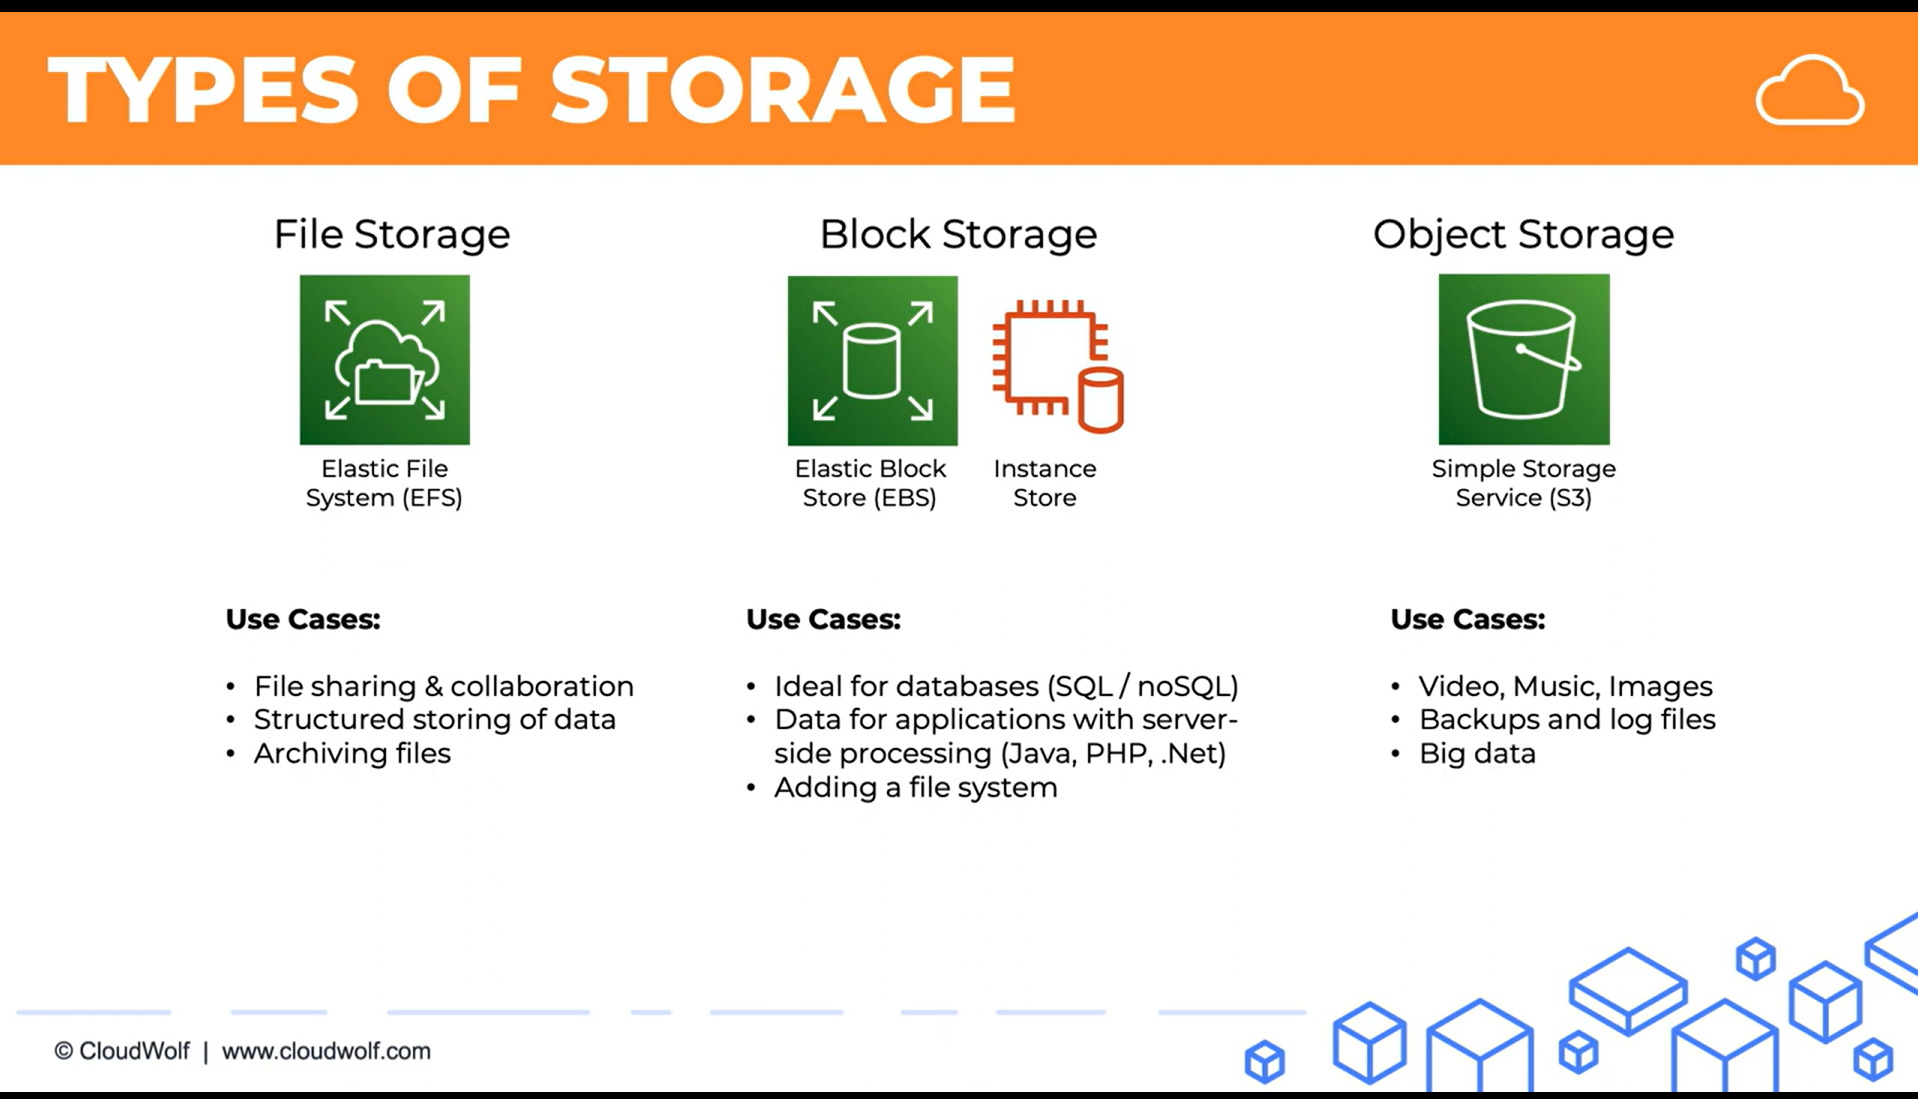 TYPES OF STORAGE
File Storage
Elastic File
System (EFS)
Use Cases:
• File sharing & collaboration
• Structured storing of data
• Archiving files
Block Storage
Elastic Block
Store (EBS)
Instance
Store
Use Cases:
• Ideal for databases (SQL / noSQL)
• Data for applications with server-
side processing (Java, PHP, .Net)
• Adding a file system
Object Storage
Simple Storage
Service (S3)
Use Cases:
• Video, Music, Images
• Backups and log files
• Big data
© CloudWolf | www.cloudwolf.com